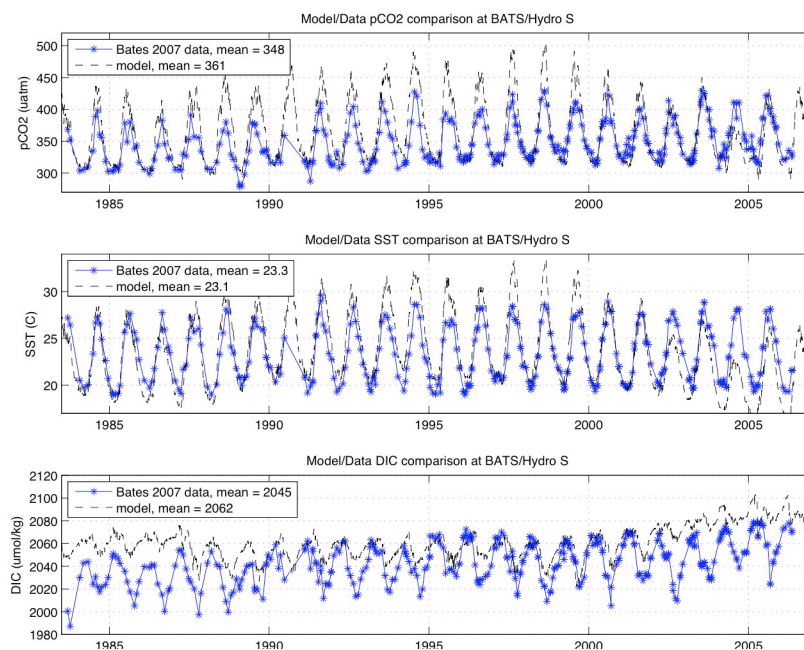 Model/Data pCO2 comparison at BATS/Hydro S
Bates 2007 data, mean = 348
model, mean = 361
pCO2 (uatm)
500
450
400
350
300
1985
1990
1995
2000
2005
Model/Data SST comparison at BATS/Hydro S
Bates 2007 data, mean = 23.3
model, mean = 23.1
SST (C)
30
25
20
1985
1990
1995
2000
2005
Model/Data DIC comparison at BATS/Hydro S
Bates 2007 data, mean = 2045
model, mean = 2062
DIC (umol/kg)
2120
2100
2080
2060
2040
2020
2000
1980
1985
1990
1995
2000
2005